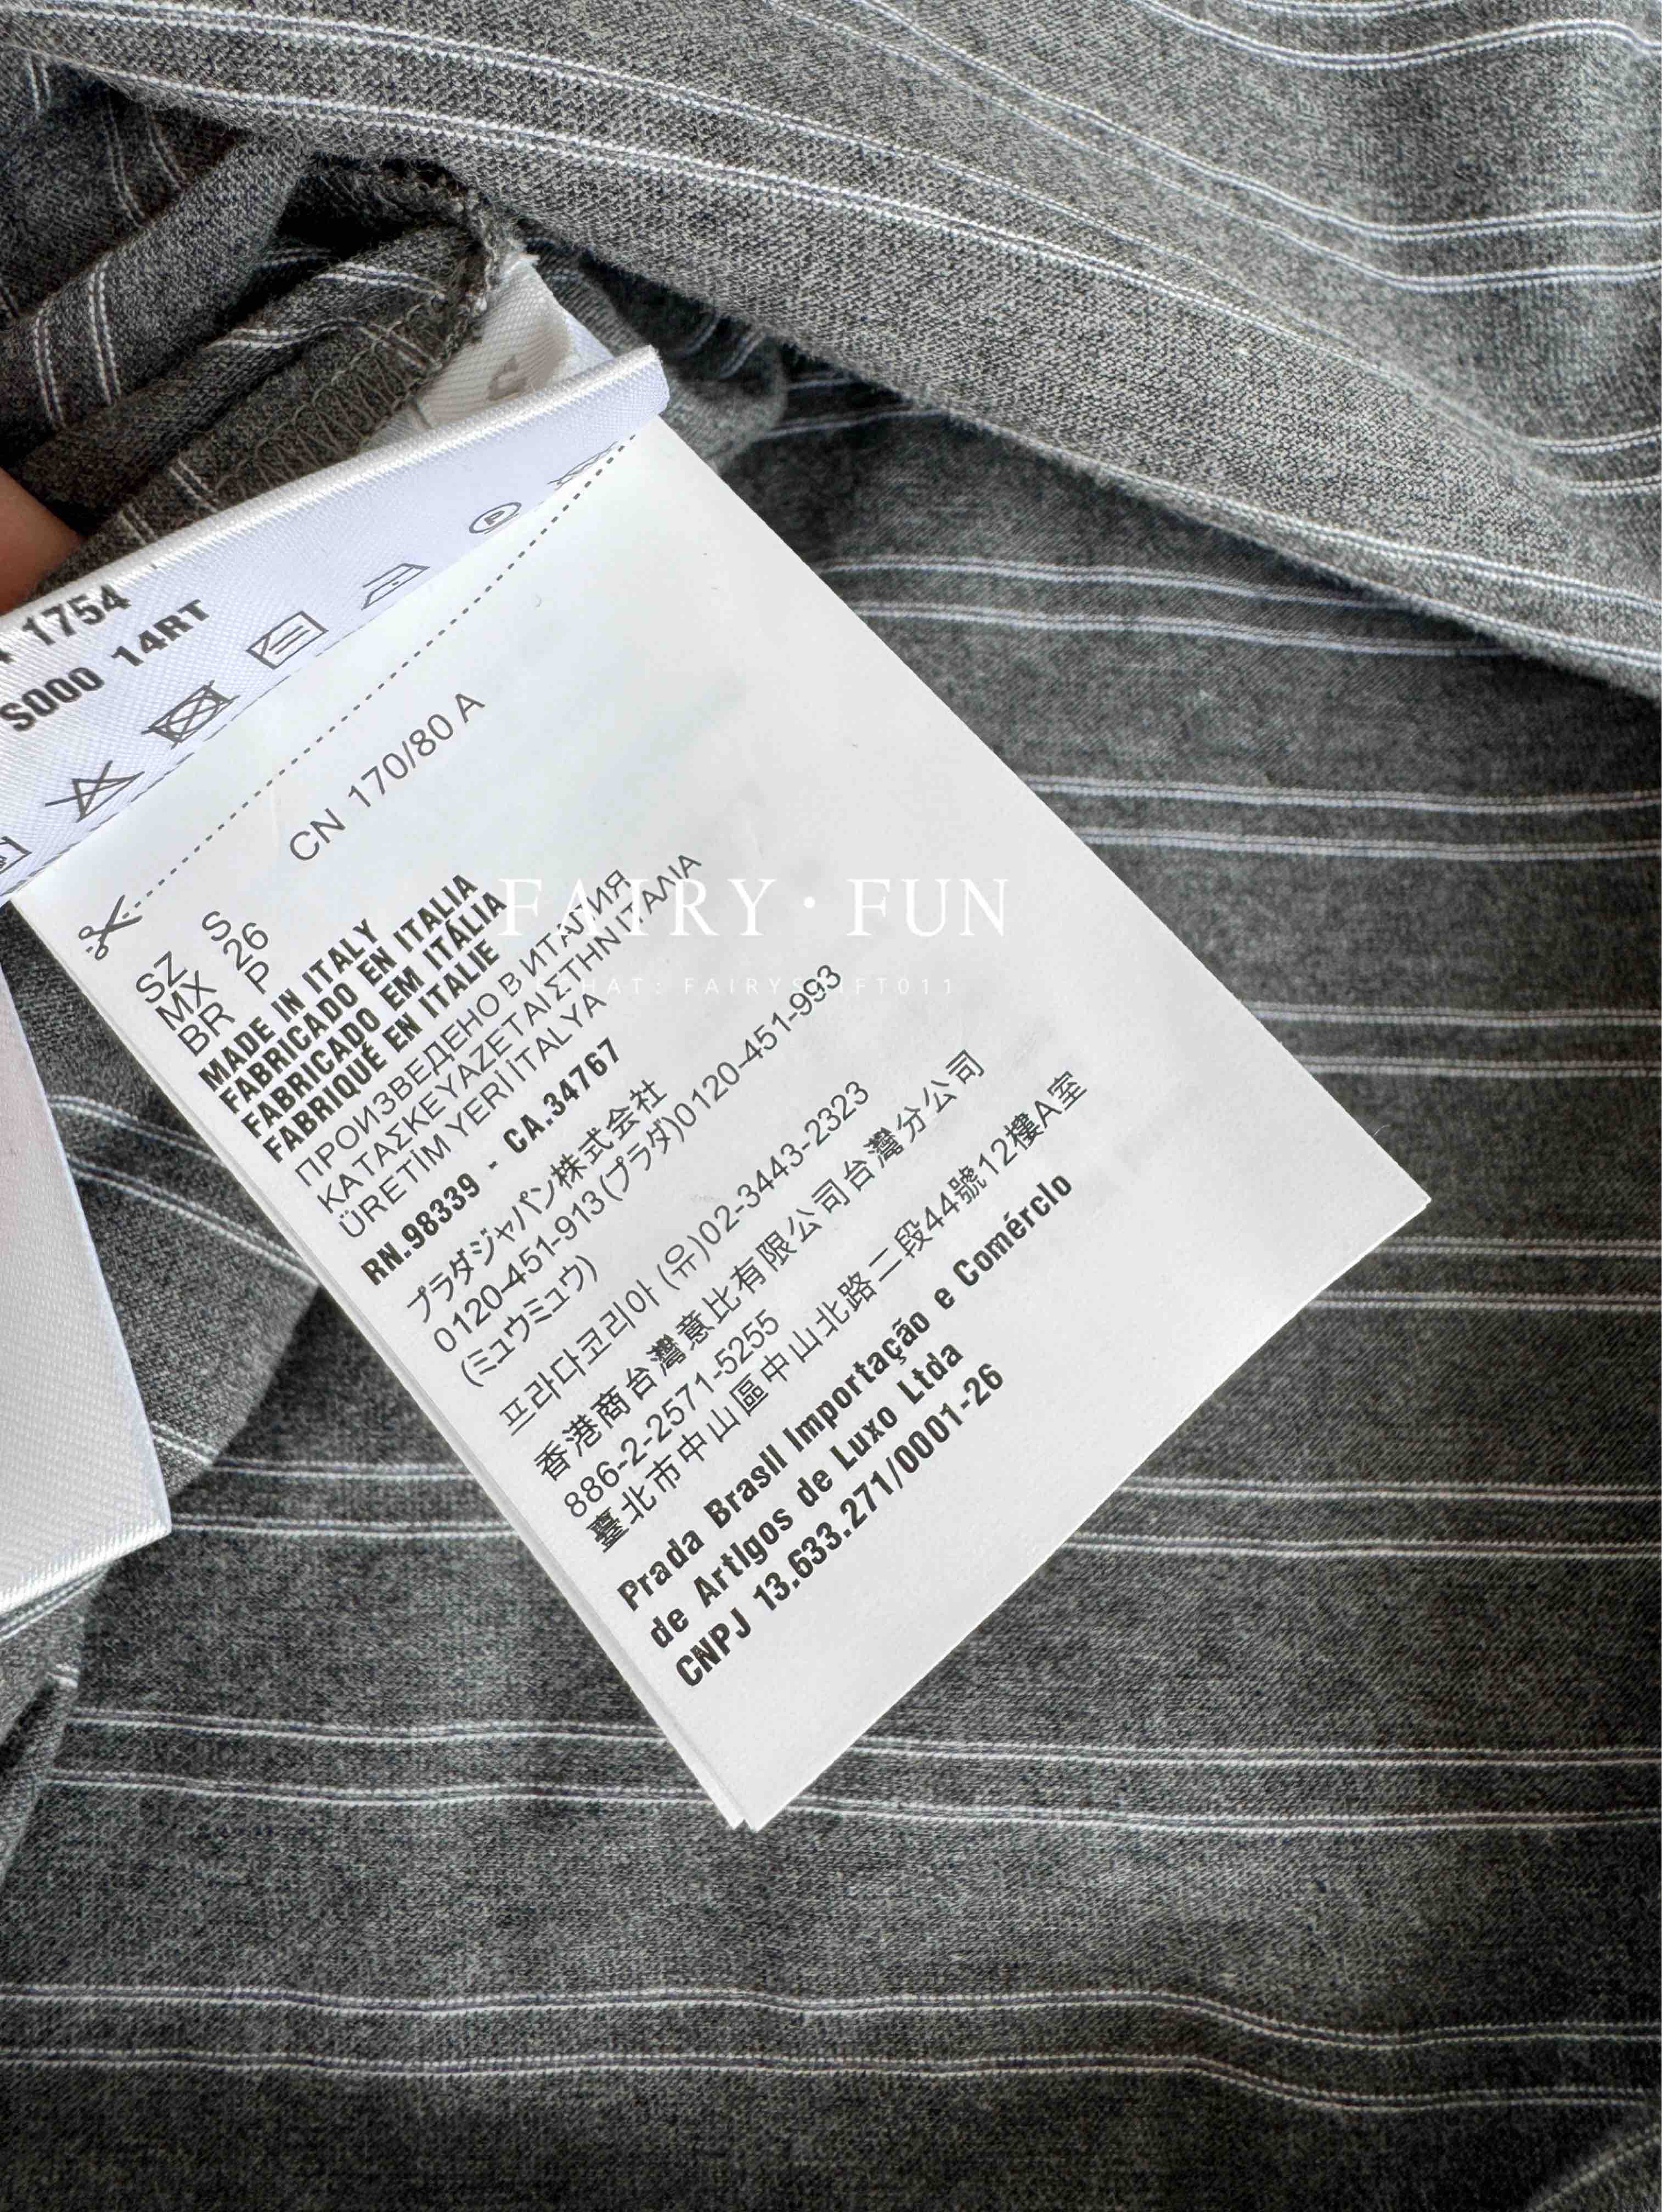 1754
S000 14RT
CN 170/80 A
SZ S
MX 26
BR P
MADE IN ITALY
FABRICADO EN ITALIA
FABRICADO EM ITÁLIA
FABRIQUÉ EN ITALIE
ПРОИЗВЕДЕНО В ИТАЛИЯ
ΚΑΤΑΣΚΕΥΑΖΕΤΑΙ ΣΤΗΝ ΙΤΑΛΙΑ
ÜRETİM YERİ İTALYA
RN.98339 - CA.34767
プラダジャパン株式会社
0120-451-913(プラダ)0120-451-993
(ミュウミュウ)
프라다코리아 (유)02-3443-2323
香港商台灣意比有限公司台灣分公司
886-2-2571-5255
臺北市中山區中山北路二段44號12樓A室
Prada Brasil Importação e Comércio
de Artigos de Luxo Ltda
CNPJ 13.633.271/0001-26
FAIRY·FUN